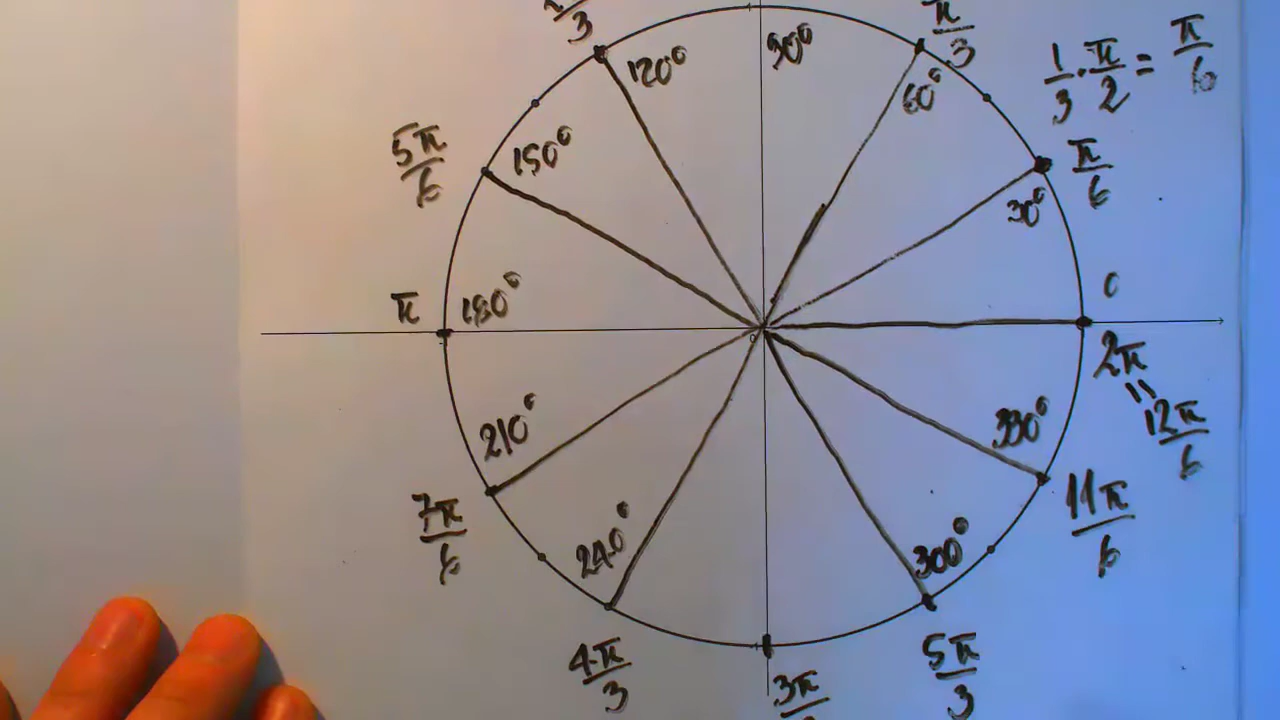 π/3
120°
90°
60°
1/3 · π/2 = π/6
5π/6
150°
π/6
30°
π
180°
0
2π
=
12π/6
210°
330°
7π/6
11π/6
240°
300°
4π/3
5π/3
3π